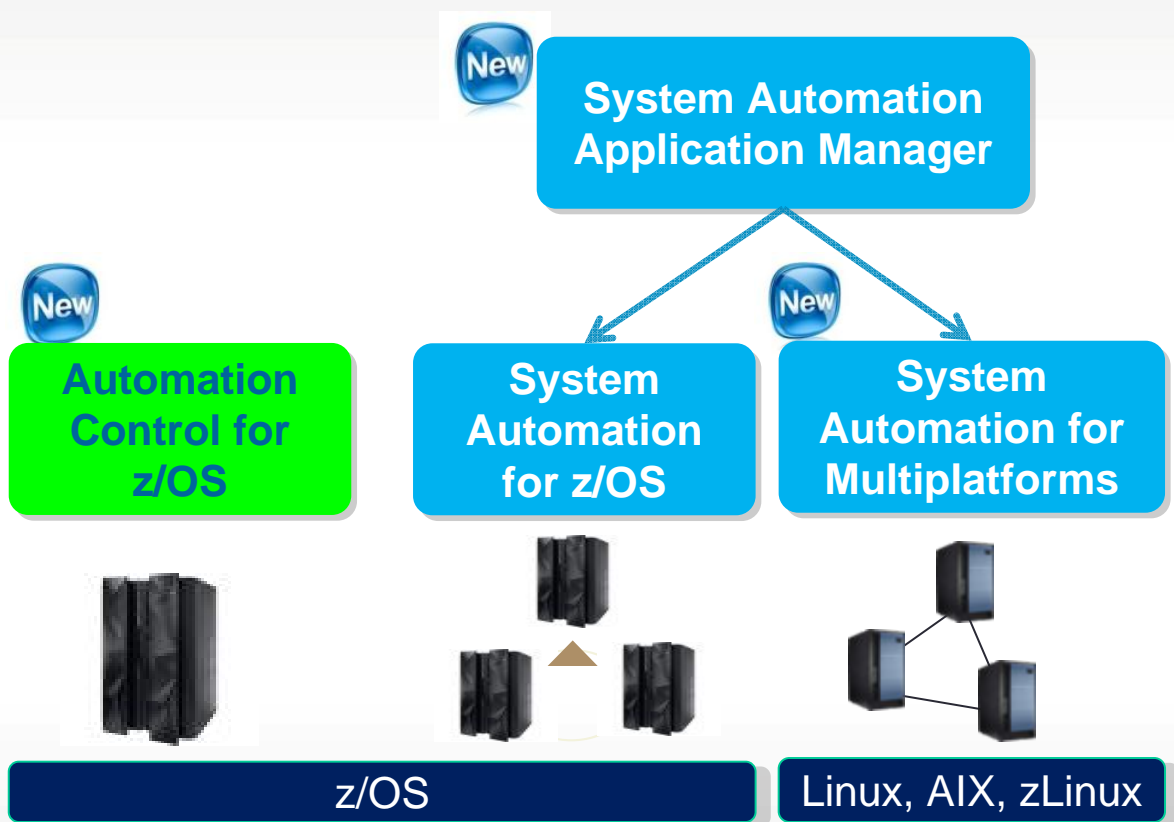 New
System Automation
Application Manager
New
New
Automation
Control for
z/OS
System
Automation
for z/OS
System
Automation for
Multiplatforms
z/OS
Linux, AIX, zLinux